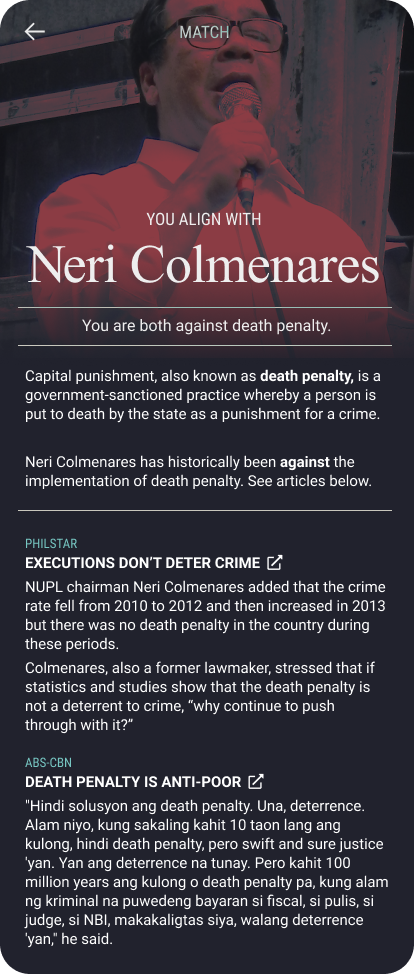 MATCH
YOU ALIGN WITH
Neri Colmenares
You are both against death penalty.
Capital punishment, also known as death penalty, is a
government-sanctioned practice whereby a person is
put to death by the state as a punishment for a crime.
Neri Colmenares has historically been against the
implementation of death penalty. See articles below.
PHILSTAR
EXECUTIONS DON’T DETER CRIME
NUPL chairman Neri Colmenares added that the crime
rate fell from 2010 to 2012 and then increased in 2013
but there was no death penalty in the country during
these periods.
Colmenares, also a former lawmaker, stressed that if
statistics and studies show that the death penalty is
not a deterrent to crime, “why continue to push
through with it?”
ABS-CBN
DEATH PENALTY IS ANTI-POOR
"Hindi solusyon ang death penalty. Una, deterrence.
Alam niyo, kung sakaling kahit 10 taon lang ang
kulong, hindi death penalty, pero swift and sure justice
'yan. Yan ang deterrence na tunay. Pero kahit 100
million years ang kulong o death penalty pa, kung alam
ng kriminal na puwedeng bayaran si fiscal, si pulis, si
judge, si NBI, makakaligtas siya, walang deterrence
'yan," he said.